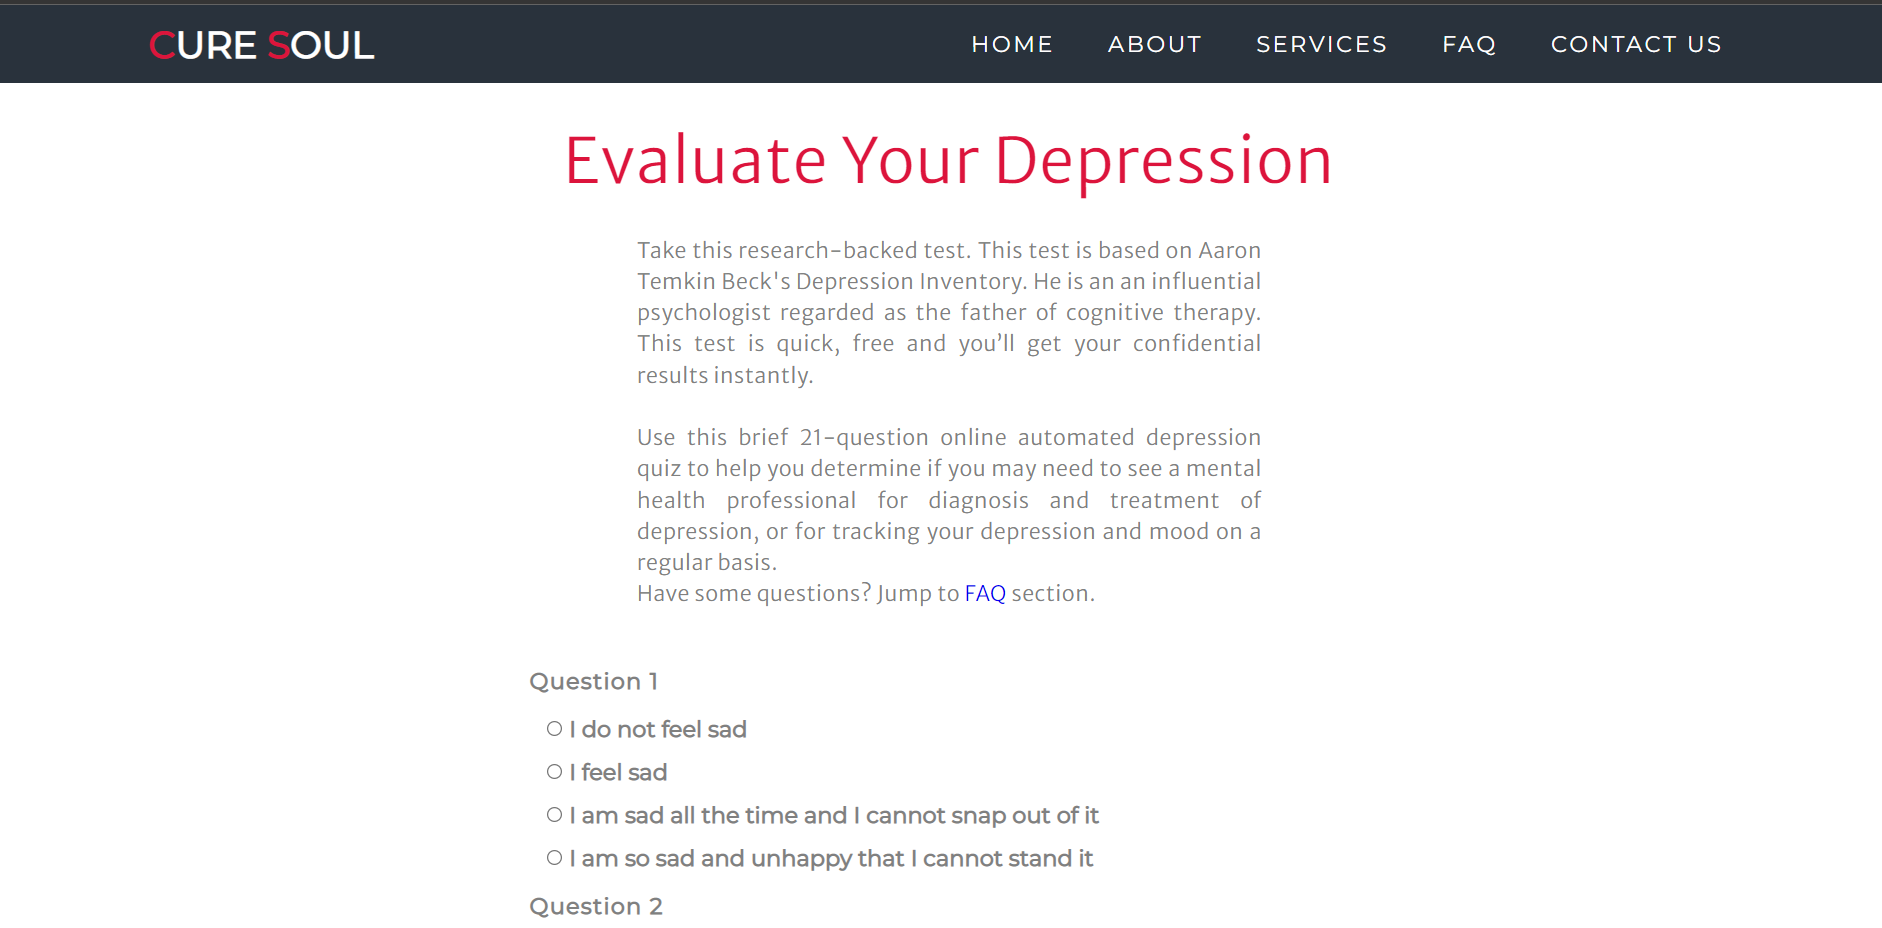 CURE SOUL
HOME ABOUT SERVICES FAQ CONTACT US
Evaluate Your Depression
Take this research-backed test. This test is based on Aaron
Temkin Beck's Depression Inventory. He is an an influential
psychologist regarded as the father of cognitive therapy.
This test is quick, free and you’ll get your confidential
results instantly.
Use this brief 21-question online automated depression
quiz to help you determine if you may need to see a mental
health professional for diagnosis and treatment of
depression, or for tracking your depression and mood on a
regular basis.
Have some questions? Jump to FAQ section.
Question 1
I do not feel sad
I feel sad
I am sad all the time and I cannot snap out of it
I am so sad and unhappy that I cannot stand it
Question 2